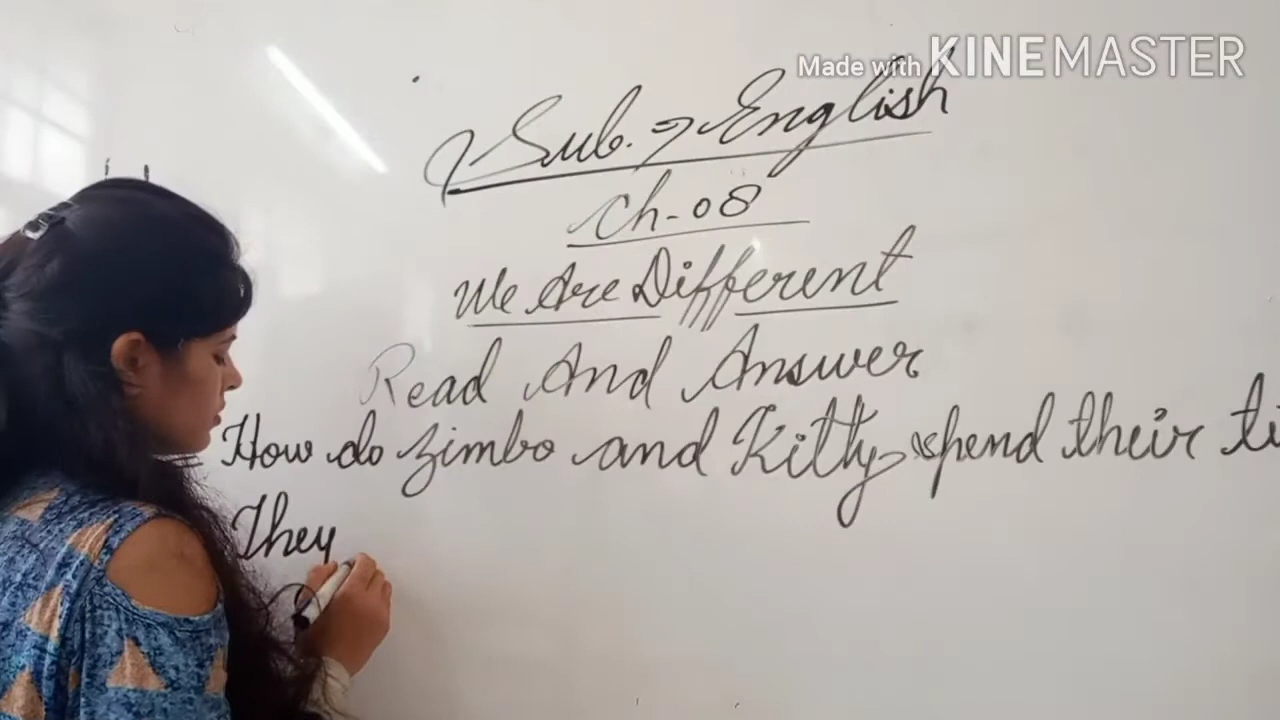 Made with KINEMASTER
Sub. ⇒ English
Ch-08
We Are Different
Read And Answer
How do Zimbo and Kitty spend their ti
They